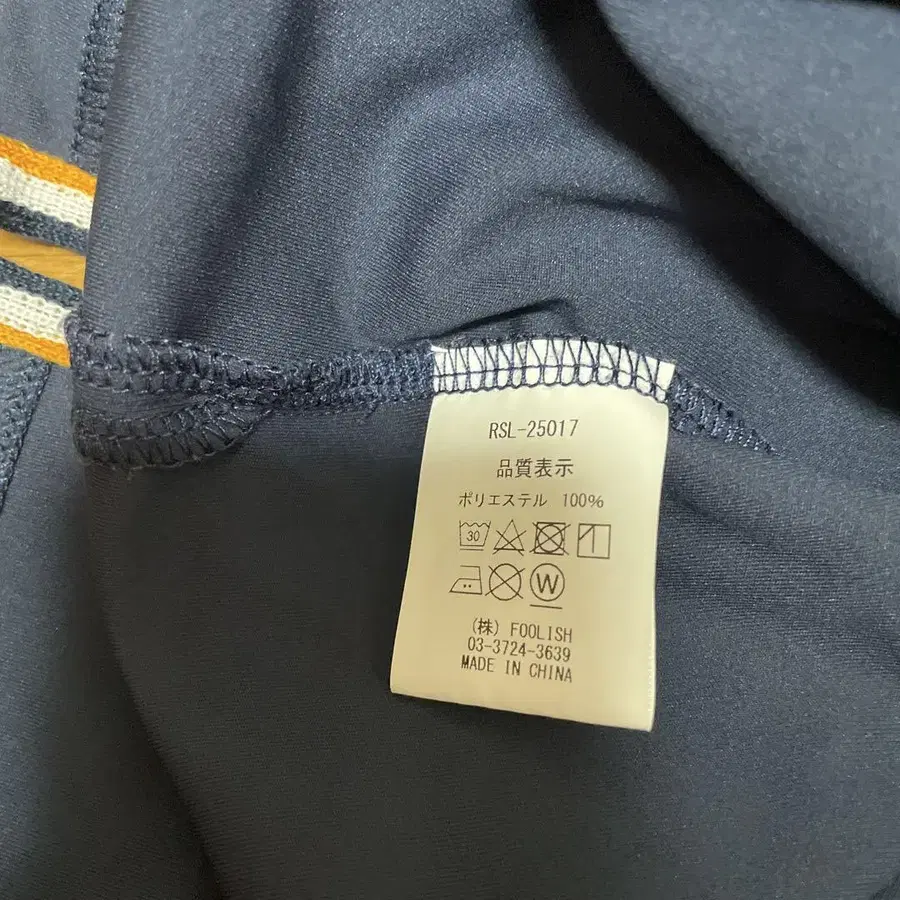 RSL-25017
品質表示
ポリエステル 100%
30
W
(株) FOOLISH
03-3724-3639
MADE IN CHINA